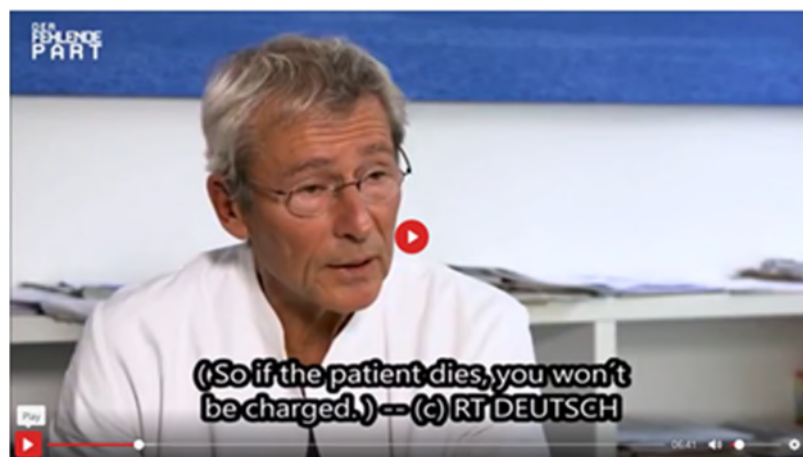 DER
FEHLENDE
PART
(‹So if the patient dies, you won´t
be charged. ) -- (c) RT DEUTSCH
Play
06:41